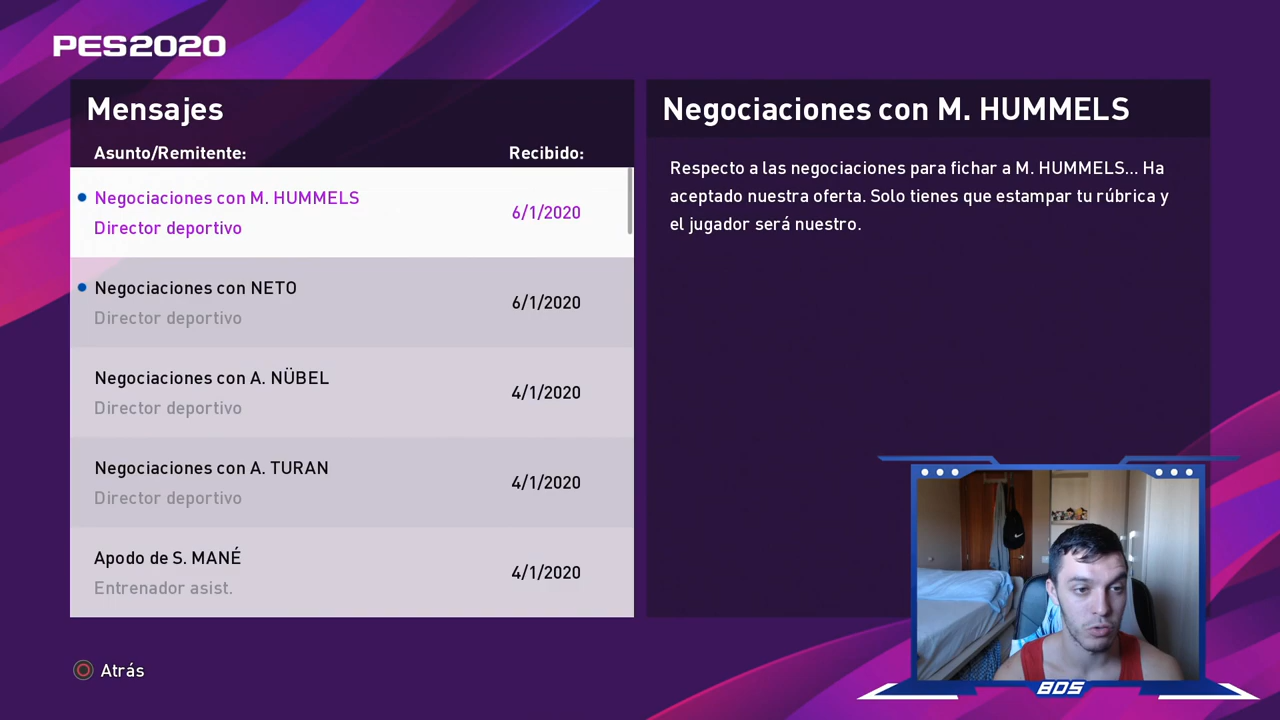 PES2020
Mensajes
Asunto/Remitente:
Recibido:
Negociaciones con M. HUMMELS
Director deportivo
6/1/2020
Negociaciones con NETO
Director deportivo
6/1/2020
Negociaciones con A. NÜBEL
Director deportivo
4/1/2020
Negociaciones con A. TURAN
Director deportivo
4/1/2020
Apodo de S. MANÉ
Entrenador asist.
4/1/2020
Negociaciones con M. HUMMELS
Respecto a las negociaciones para fichar a M. HUMMELS... Ha
aceptado nuestra oferta. Solo tienes que estampar tu rúbrica y
el jugador será nuestro.
Atrás
BDS